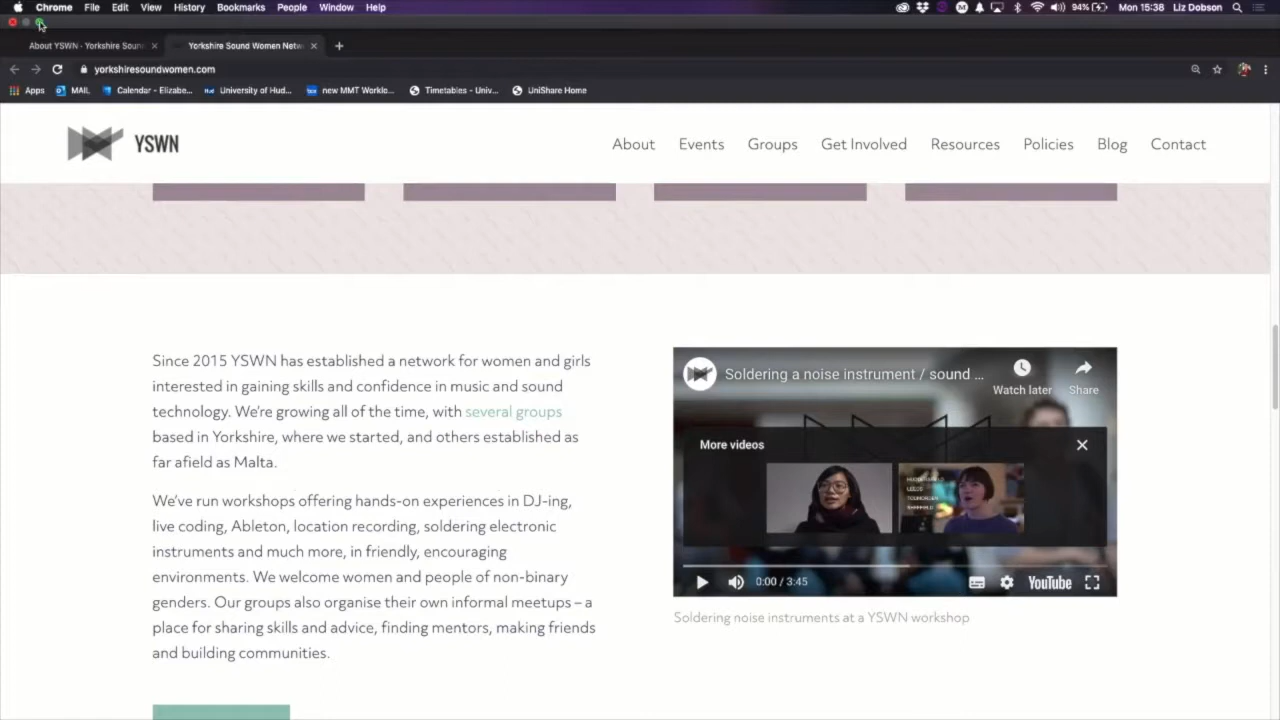 Chrome File Edit View History Bookmarks People Window Help 94% Mon 15:38 Liz Dobson
About YSWN - Yorkshire Soun Yorkshire Sound Women Netw
yorkshiresoundwomen.com
Apps MAIL Calendar - Elizabe... University of Hud... new MMT Worklo... Timetables - Univ... UniShare Home
YSWN About Events Groups Get Involved Resources Policies Blog Contact
Since 2015 YSWN has established a network for women and girls
interested in gaining skills and confidence in music and sound
technology. We're growing all of the time, with several groups
based in Yorkshire, where we started, and others established as
far afield as Malta.
We've run workshops offering hands-on experiences in DJ-ing,
live coding, Ableton, location recording, soldering electronic
instruments and much more, in friendly, encouraging
environments. We welcome women and people of non-binary
genders. Our groups also organise their own informal meetups – a
place for sharing skills and advice, finding mentors, making friends
and building communities.
Soldering a noise instrument / sound ...
Watch later Share
More videos
0:00 / 3:45 YouTube
Soldering noise instruments at a YSWN workshop